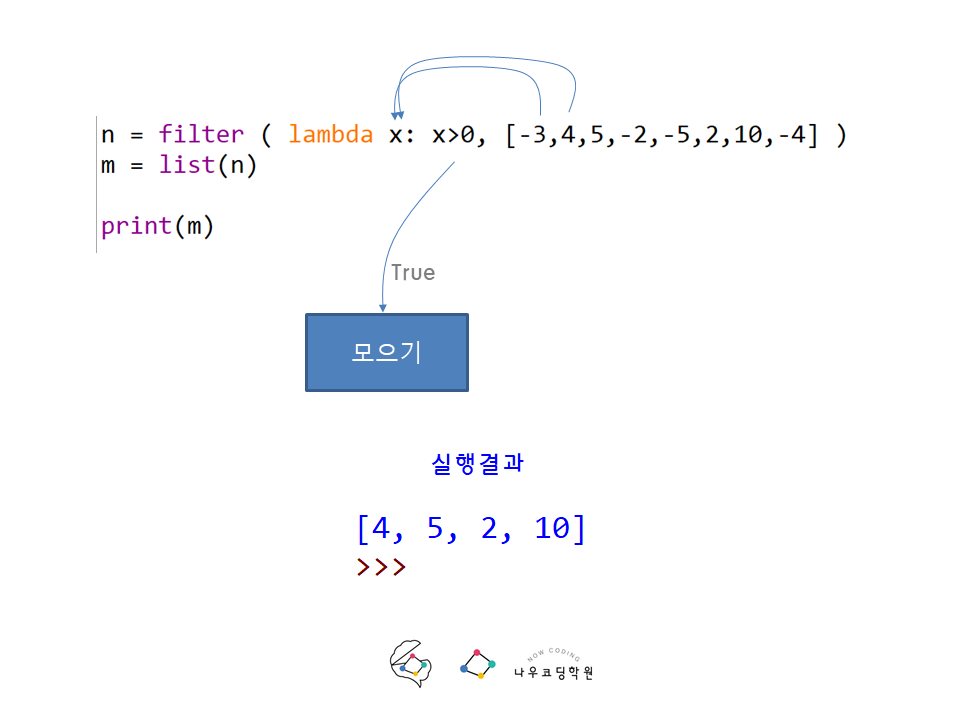 n = filter ( lambda x: x>0, [-3,4,5,-2,-5,2,10,-4] )
m = list(n)
print(m)
True
모으기
실행결과
[4, 5, 2, 10]
>>>
NOW CODING
나우코딩학원